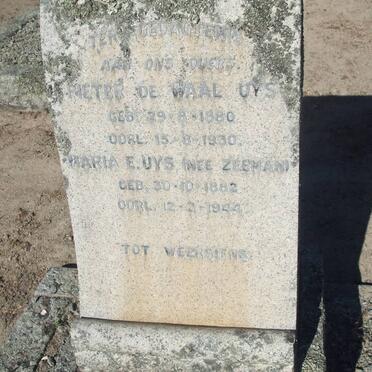 TER GEDAGTENIS
AAN ONS OUERS
PIETER DE WAAL UYS
GEB. 29-8-1880
OORL. 15-8-1930.
MARIA E. UYS (NEE ZEEMAN)
GEB. 30-10-1882
OORL. 12-2-1944
TOT WEERSIENS